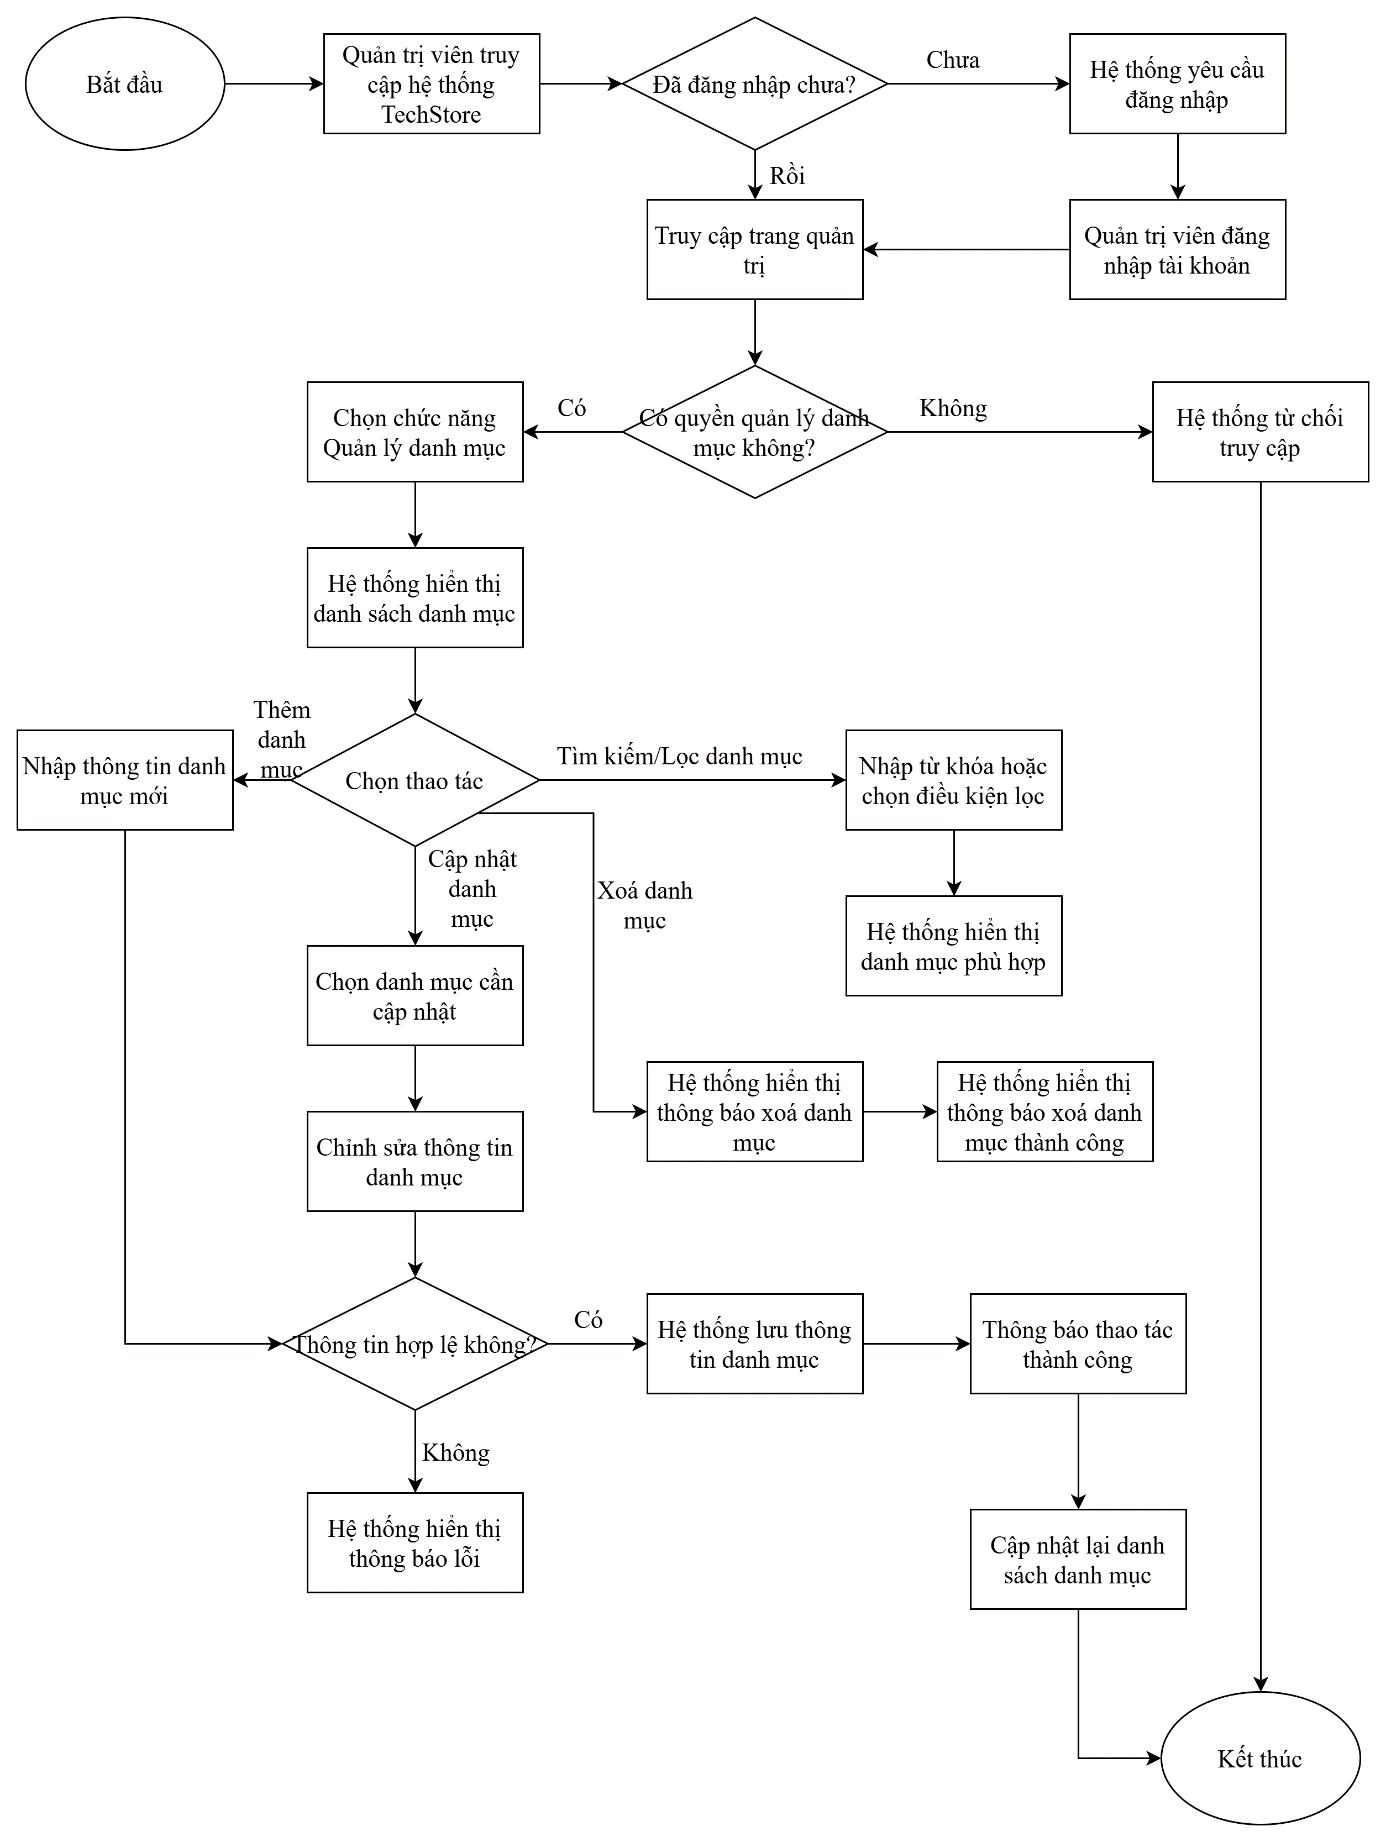 Bắt đầu
Quản trị viên truy
cập hệ thống
TechStore
Đã đăng nhập chưa?
Chưa
Hệ thống yêu cầu
đăng nhập
Rồi
Truy cập trang quản
trị
Quản trị viên đăng
nhập tài khoản
Chọn chức năng
Quản lý danh mục
Có
Có quyền quản lý danh
mục không?
Không
Hệ thống từ chối
truy cập
Hệ thống hiển thị
danh sách danh mục
Thêm
danh
mục
Nhập thông tin danh
mục mới
Chọn thao tác
Tìm kiếm/Lọc danh mục
Nhập từ khóa hoặc
chọn điều kiện lọc
Cập nhật
danh
mục
Xoá danh
mục
Hệ thống hiển thị
danh mục phù hợp
Chọn danh mục cần
cập nhật
Hệ thống hiển thị
thông báo xoá danh
mục
Hệ thống hiển thị
thông báo xoá danh
mục thành công
Chỉnh sửa thông tin
danh mục
Thông tin hợp lệ không?
Có
Hệ thống lưu thông
tin danh mục
Thông báo thao tác
thành công
Không
Hệ thống hiển thị
thông báo lỗi
Cập nhật lại danh
sách danh mục
Kết thúc